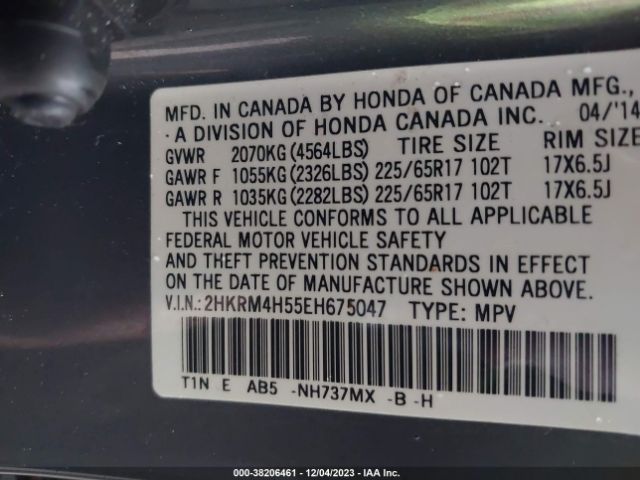 MFD. IN CANADA BY HONDA OF CANADA MFG.,
· A DIVISION OF HONDA CANADA INC. 04/'14
GVWR 2070KG (4564LBS) TIRE SIZE RIM SIZE
GAWR F 1055KG (2326LBS) 225/65R17 102T 17X6.5J
GAWR R 1035KG (2282LBS) 225/65R17 102T 17X6.5J
THIS VEHICLE CONFORMS TO ALL APPLICABLE
FEDERAL MOTOR VEHICLE SAFETY
AND THEFT PREVENTION STANDARDS IN EFFECT
ON THE DATE OF MANUFACTURE SHOWN ABOVE.
V.I.N.: 2HKRM4H55EH675047 TYPE: MPV
T1N E AB5 -NH737MX -B -H
000-38206461 - 12/04/2023 - IAA Inc.